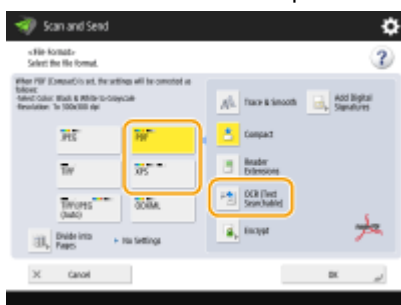 Scan and Send
<File Format>
Select the file format.
When PDF (Compact) is set, the settings will be corrected as
follows:
-Select Color: Black & White to Grayscale
-Resolution: To 300x300 dpi
JPEG
PDF
TIFF
XPS
TIFF/JPEG
(Auto)
OOXML
Divide into
Pages
No Settings
Trace & Smooth
Add Digital
Signatures
Compact
Reader
Extensions
OCR (Text
Searchable)
Encrypt
Cancel
OK